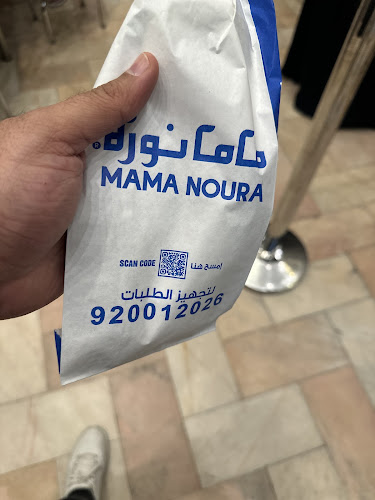 ماما نورة
MAMA NOURA
SCAN CODE إمسح هنا
لتجهيز الطلبات
920012026